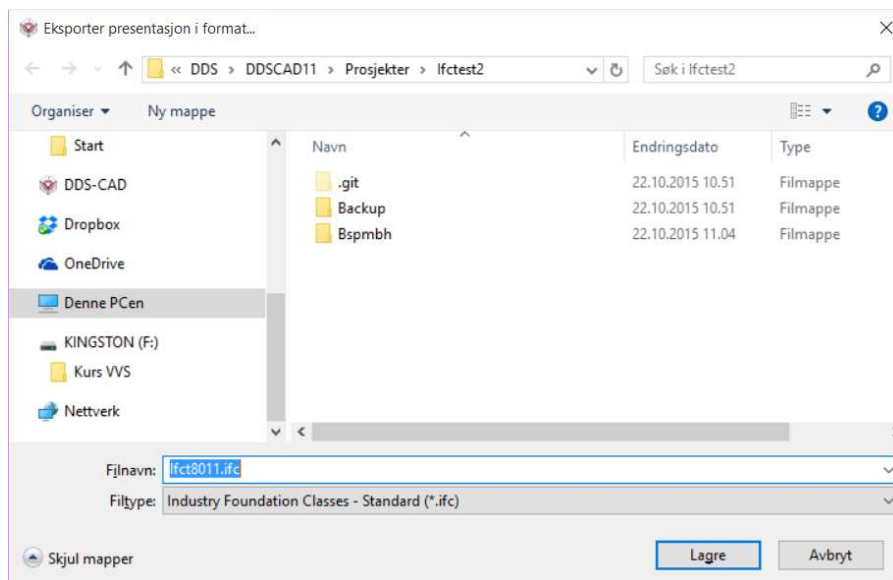 Eksporter presentasjon i format...
« DDS › DDSCAD11 › Prosjekter › Ifctest2
Søk i Ifctest2
Organiser
Ny mappe
Start
DDS-CAD
Dropbox
OneDrive
Denne PCen
KINGSTON (F:)
Kurs VVS
Nettverk
Navn Endringsdato Type
.git 22.10.2015 10.51 Filmappe
Backup 22.10.2015 10.51 Filmappe
Bspmbh 22.10.2015 11.04 Filmappe
Filnavn: Ifct8011.ifc
Filtype: Industry Foundation Classes - Standard (*.ifc)
Skjul mapper
Lagre
Avbryt